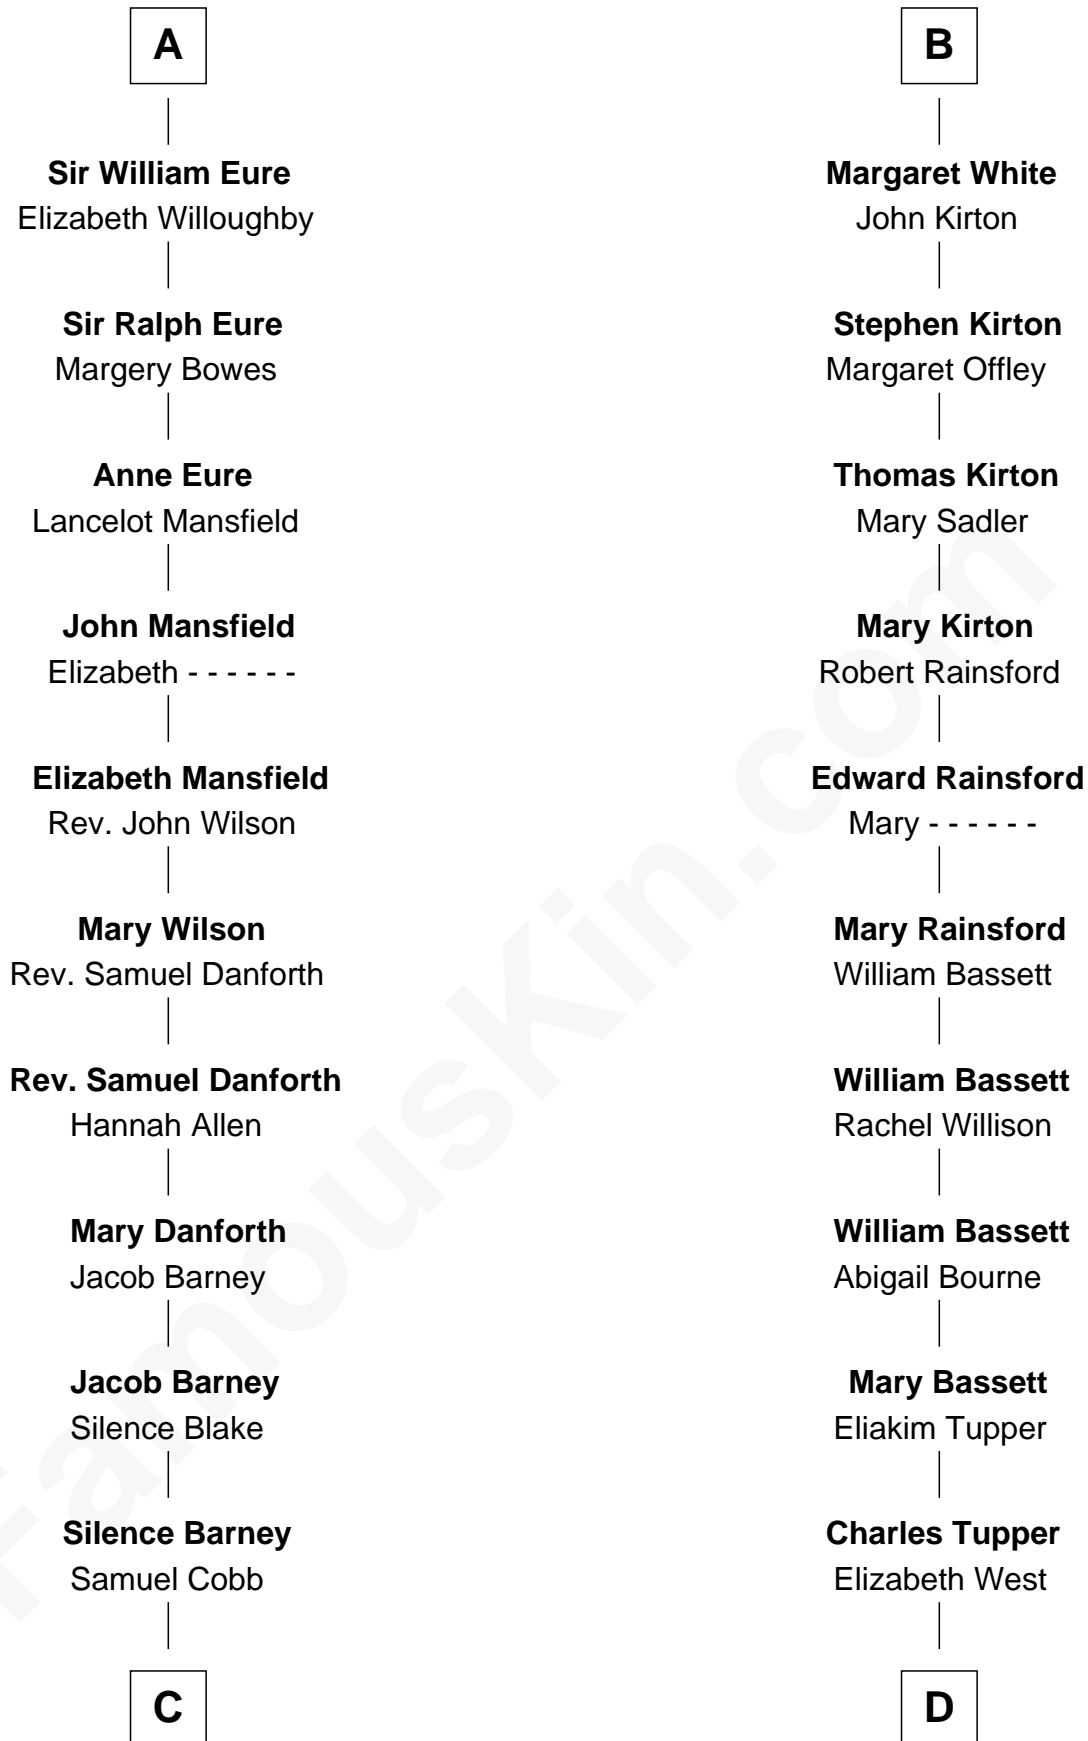 A
Sir William Eure
Elizabeth Willoughby
Sir Ralph Eure
Margery Bowes
Anne Eure
Lancelot Mansfield
John Mansfield
Elizabeth - - - - - -
Elizabeth Mansfield
Rev. John Wilson
Mary Wilson
Rev. Samuel Danforth
Rev. Samuel Danforth
Hannah Allen
Mary Danforth
Jacob Barney
Jacob Barney
Silence Blake
Silence Barney
Samuel Cobb
C
B
Margaret White
John Kirton
Stephen Kirton
Margaret Offley
Thomas Kirton
Mary Sadler
Mary Kirton
Robert Rainsford
Edward Rainsford
Mary - - - - - -
Mary Rainsford
William Bassett
William Bassett
Rachel Willison
William Bassett
Abigail Bourne
Mary Bassett
Eliakim Tupper
Charles Tupper
Elizabeth West
D
FamousKin.com